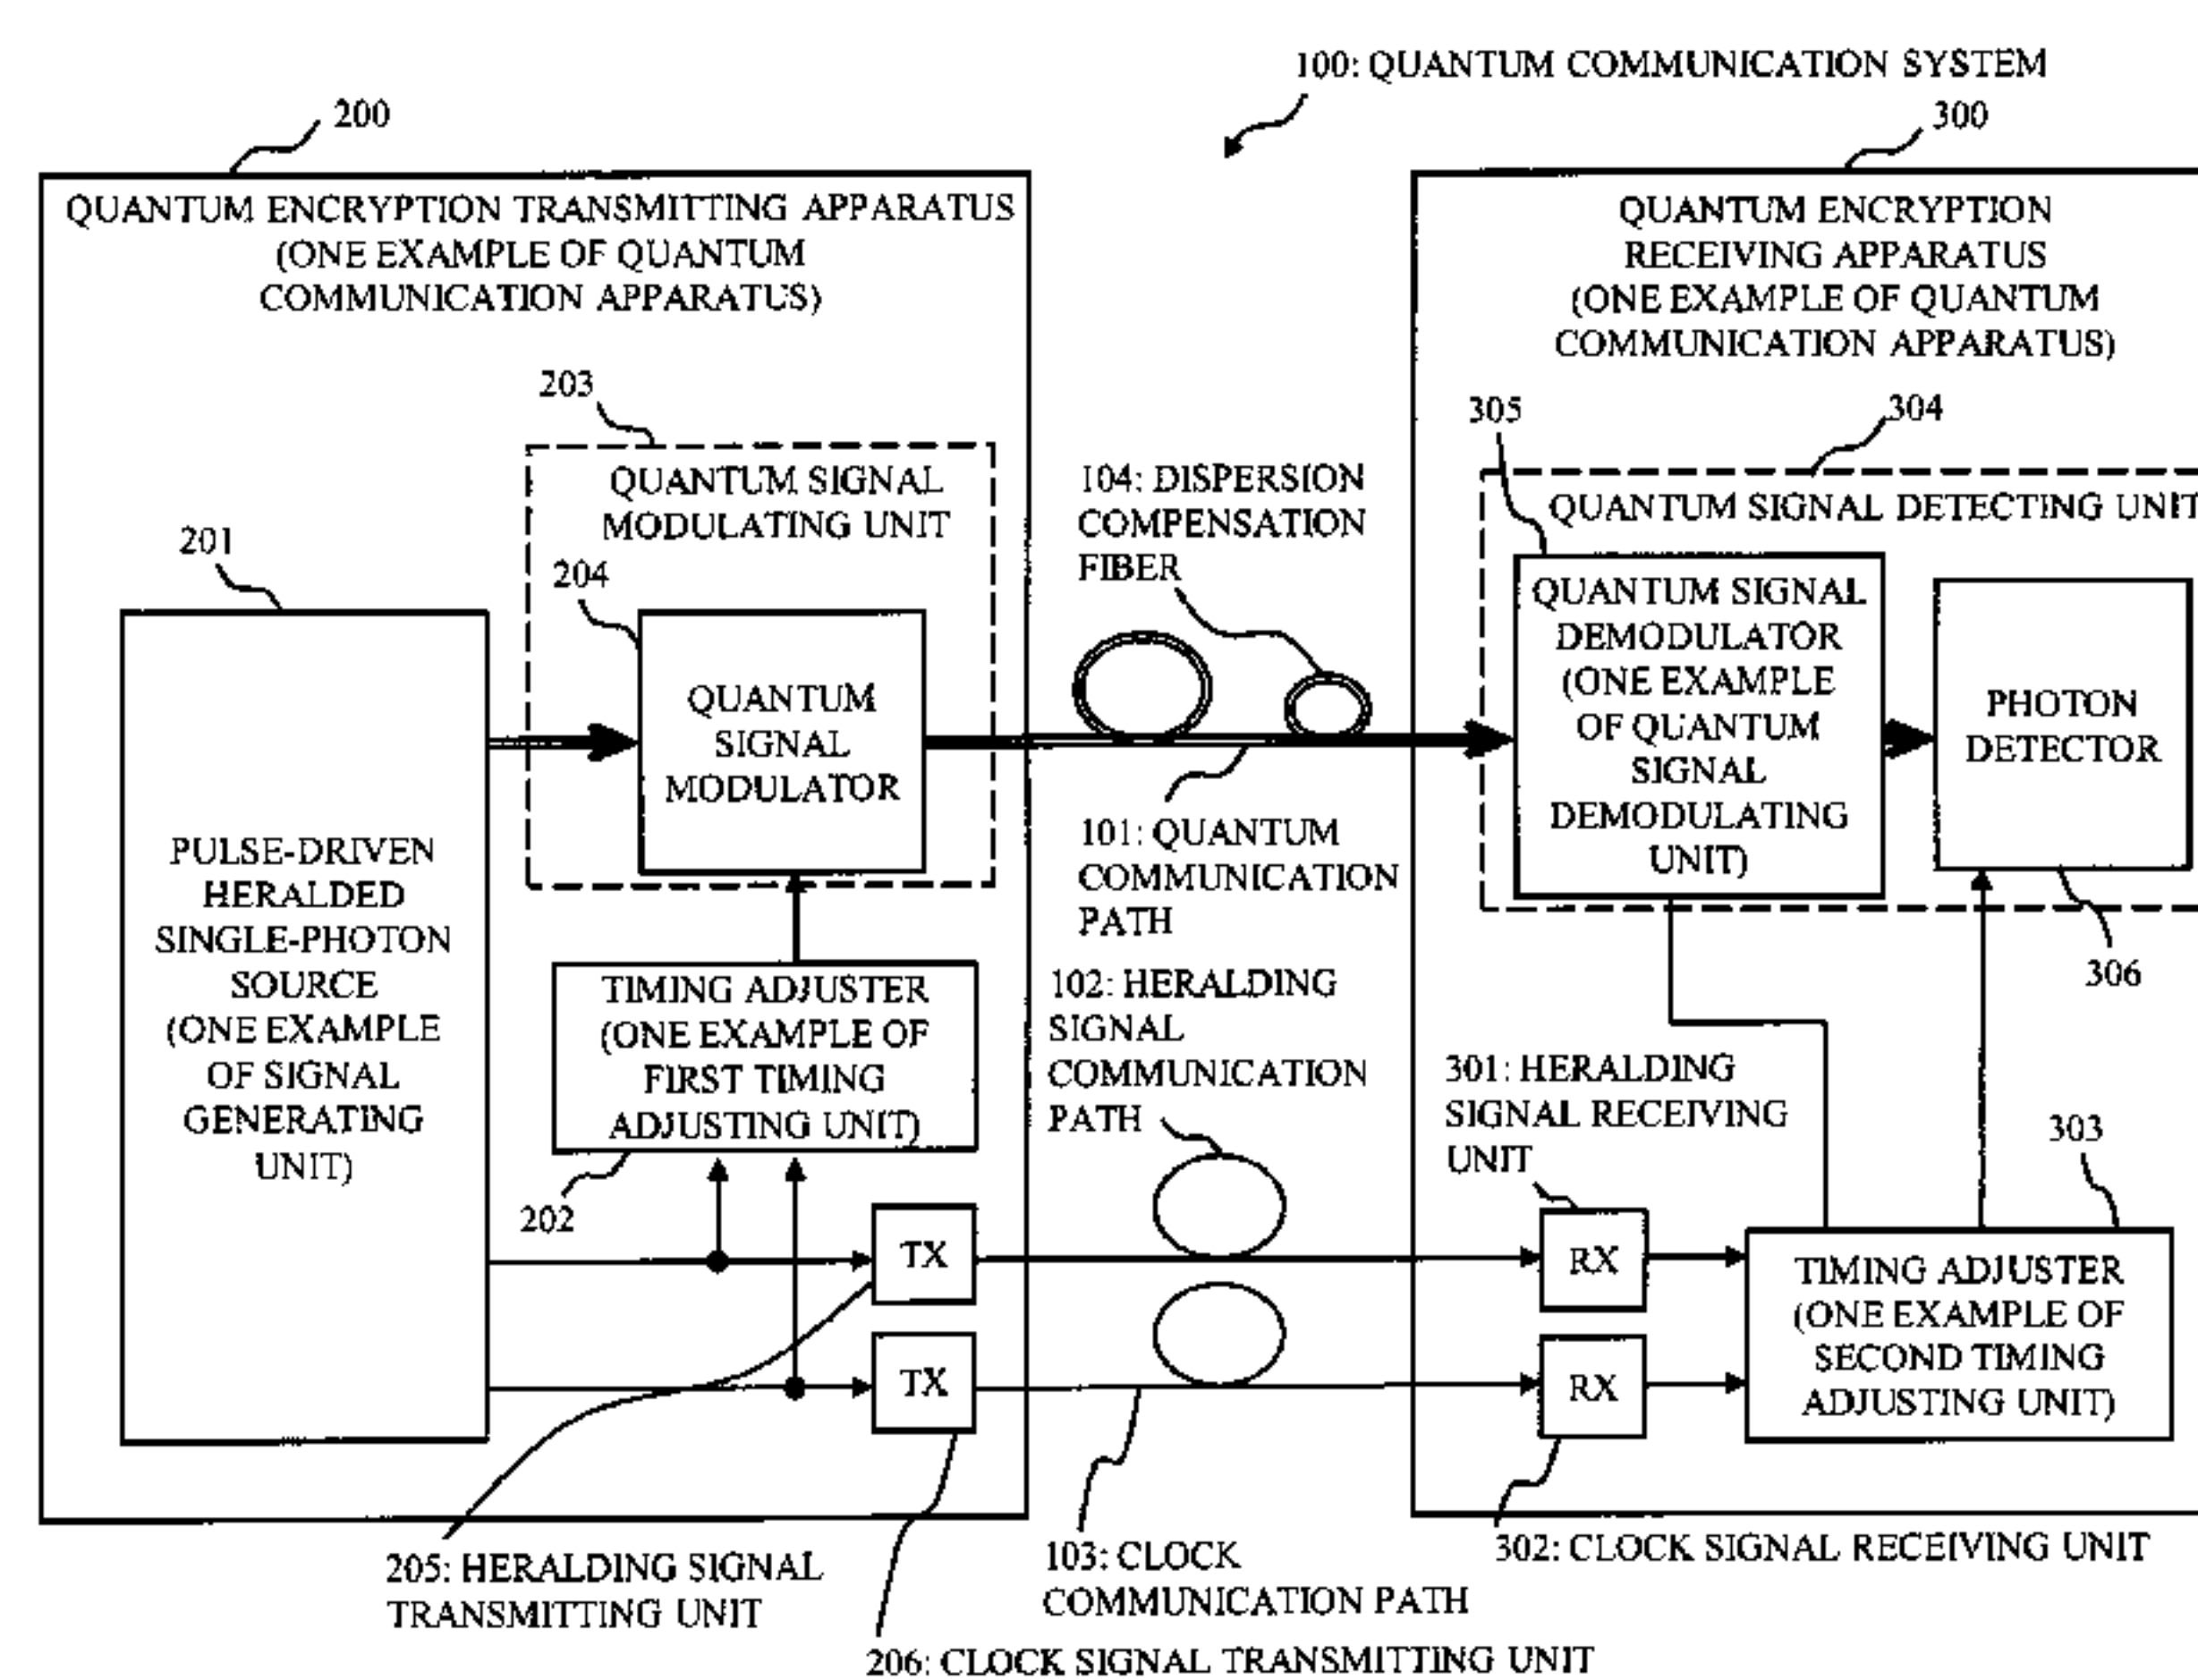 100: QUANTUM COMMUNICATION SYSTEM
200
300
QUANTUM ENCRYPTION TRANSMITTING APPARATUS
(ONE EXAMPLE OF QUANTUM
COMMUNICATION APPARATUS)
QUANTUM ENCRYPTION
RECEIVING APPARATUS
(ONE EXAMPLE OF QUANTUM
COMMUNICATION APPARATUS)
203
QUANTUM SIGNAL
MODULATING UNIT
201
204
QUANTUM
SIGNAL
MODULATOR
PULSE-DRIVEN
HERALDED
SINGLE-PHOTON
SOURCE
(ONE EXAMPLE
OF SIGNAL
GENERATING
UNIT)
TIMING ADJUSTER
(ONE EXAMPLE OF
FIRST TIMING
ADJUSTING UNIT)
202
TX
TX
205: HERALDING SIGNAL
TRANSMITTING UNIT
206: CLOCK SIGNAL TRANSMITTING UNIT
104: DISPERSION
COMPENSATION
FIBER
101: QUANTUM
COMMUNICATION
PATH
102: HERALDING
SIGNAL
COMMUNICATION
PATH
103: CLOCK
COMMUNICATION PATH
305
304
QUANTUM SIGNAL DETECTING UNIT
QUANTUM SIGNAL
DEMODULATOR
(ONE EXAMPLE
OF QUANTUM
SIGNAL
DEMODULATING
UNIT)
PHOTON
DETECTOR
306
301: HERALDING
SIGNAL RECEIVING
UNIT
303
RX
RX
TIMING ADJUSTER
(ONE EXAMPLE OF
SECOND TIMING
ADJUSTING UNIT)
302: CLOCK SIGNAL RECEIVING UNIT